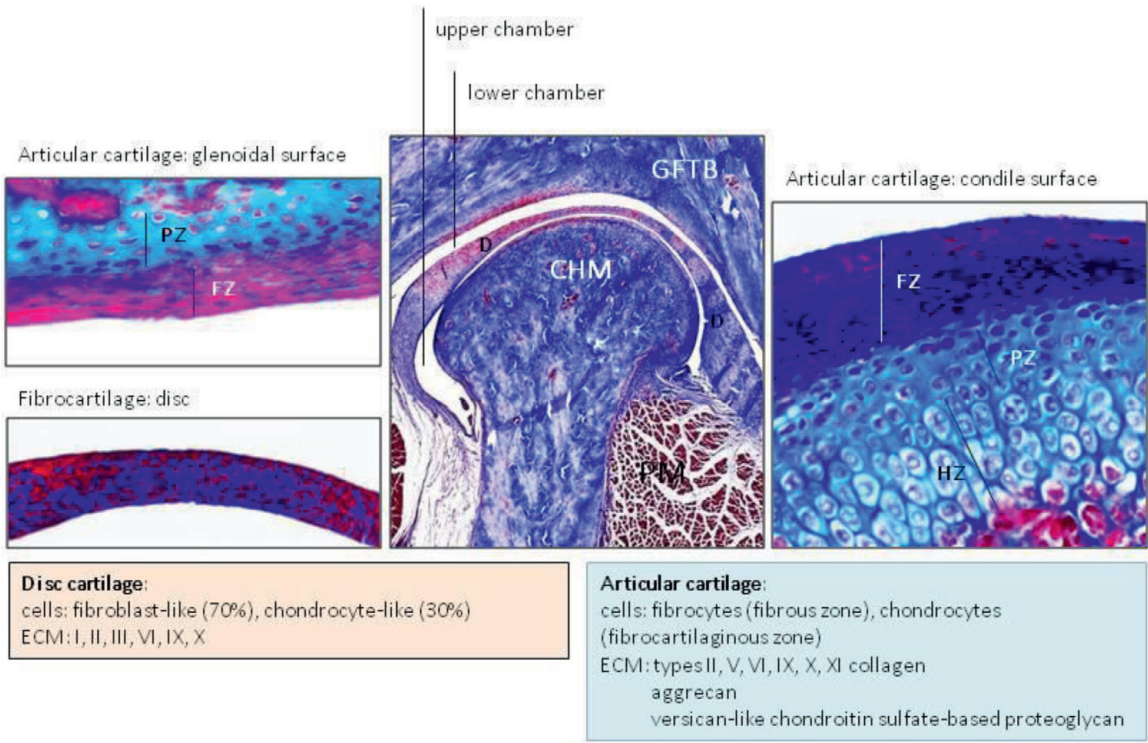 upper chamber
lower chamber
Articular cartilage: glenoidal surface
PZ
FZ
Fibrocartilage: disc
GFTB
D
CHM
D
PM
Articular cartilage: condile surface
FZ
PZ
HZ
Disc cartilage:
cells: fibroblast-like (70%), chondrocyte-like (30%)
ECM: I, II, III, VI, IX, X
Articular cartilage:
cells: fibrocytes (fibrous zone), chondrocytes
(fibrocartilaginous zone)
ECM: types II, V, VI, IX, X, XI collagen
aggrecan
versican-like chondroitin sulfate-based proteoglycan